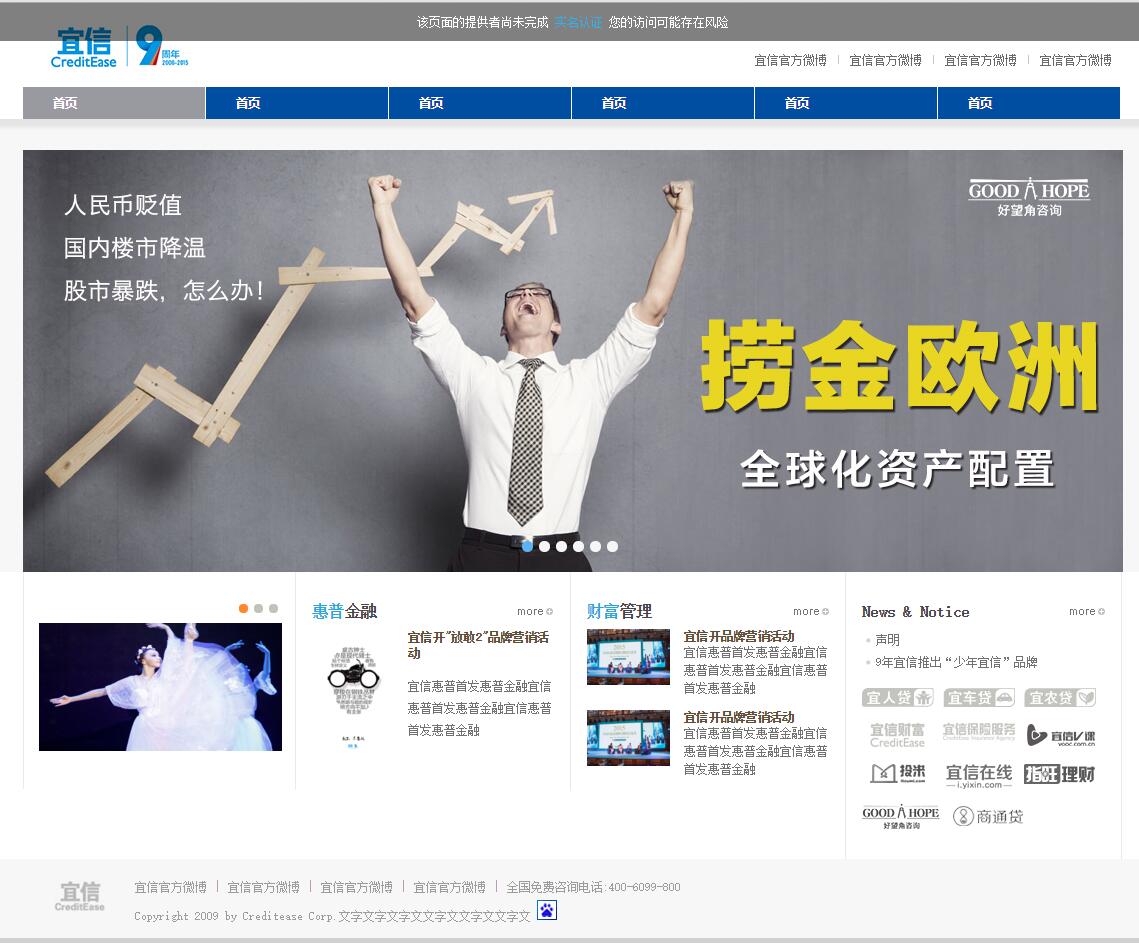 该页面的提供者尚未完成 实名认证 您的访问可能存在风险
宜信 CreditEase 9周年 2006-2015
宜信官方微博 宜信官方微博 宜信官方微博 宜信官方微博
首页 首页 首页 首页 首页 首页
人民币贬值
国内楼市降温
股市暴跌，怎么办！
GOOD HOPE
好望角咨询
捞金欧洲
全球化资产配置
惠普金融 more
宜信开"放敢2"品牌营销活
动
宜信惠普首发惠普金融宜信
惠普首发惠普金融宜信惠普
首发惠普金融
财富管理 more
宜信开品牌营销活动
宜信惠普首发惠普金融宜信
惠普首发惠普金融宜信惠普
首发惠普金融
宜信开品牌营销活动
宜信惠普首发惠普金融宜信
惠普首发惠普金融宜信惠普
首发惠普金融
News & Notice more
声明
9年宜信推出“少年宜信”品牌
宜人贷 宜车贷 宜农贷
宜信财富 CreditEase 宜信保险服务 宜信V课 vooc.com.cn
投米 宜信在线 i.yixin.com 指旺理财
GOOD HOPE 好望角咨询 商通贷
宜信 CreditEase
宜信官方微博 宜信官方微博 宜信官方微博 宜信官方微博 全国免费咨询电话:400-6099-800
Copyright 2009 by Creditease Corp.文字文字文字文文字文文字文文字文